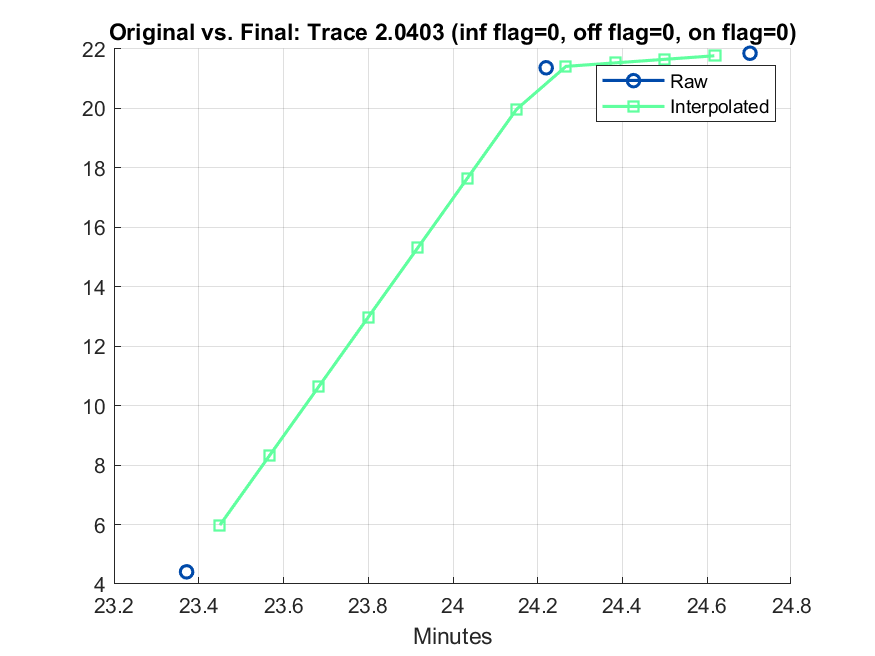 Original vs. Final: Trace 2.0403 (inf flag=0, off flag=0, on flag=0)
22
20
18
16
14
12
10
8
6
4
Raw
Interpolated
23.2 23.4 23.6 23.8 24 24.2 24.4 24.6 24.8
Minutes